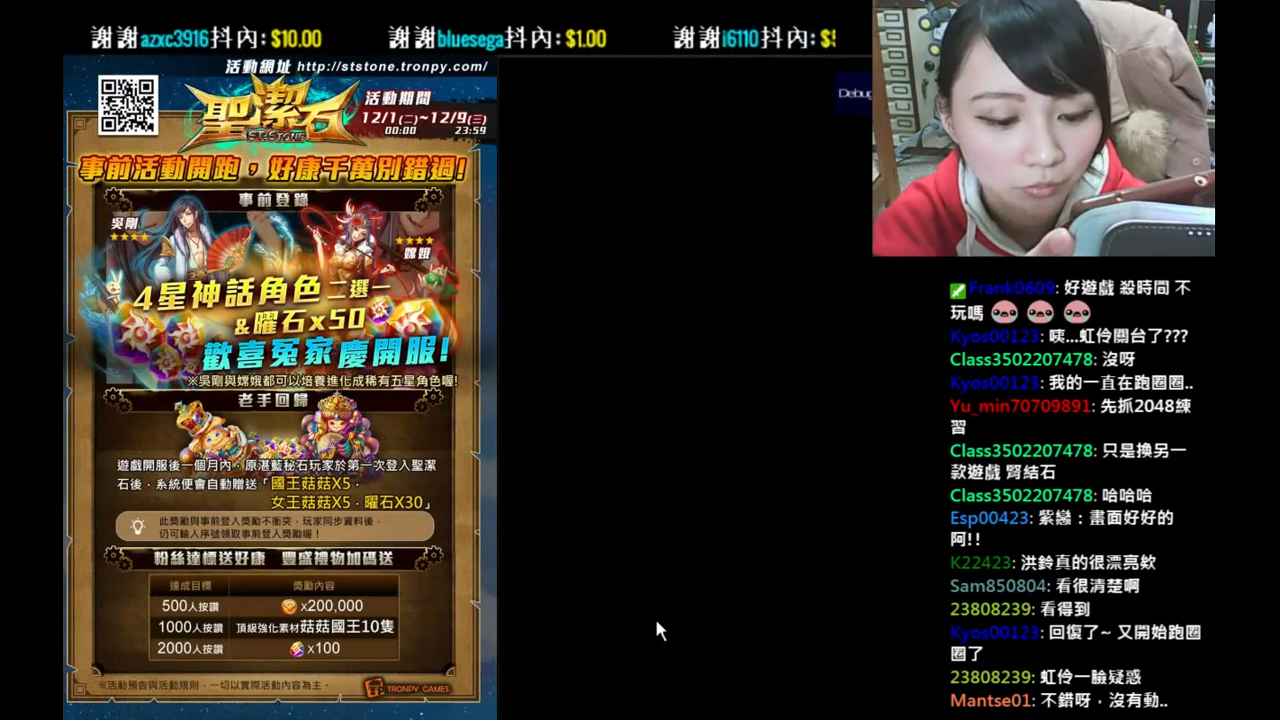 謝謝azxc3916抖內: $10.00
謝謝bluesega抖內: $1.00
謝謝i6110抖內: $
活動網址 http://ststone.tronpy.com/
聖潔石
ST.STONE
活動期間
12/1(二)~12/9(三)
00:00 23:59
事前活動開跑，好康千萬別錯過!
事前登錄
吳剛
嫦娥
4星神話角色二選一
&曜石x50
歡喜冤家慶開服!
※吳剛與嫦娥都可以培養進化成稀有五星角色喔!
老手回歸
遊戲開服後一個月內，原湛藍秘石玩家於第一次登入聖潔
石後，系統便會自動贈送「國王菇菇X5，
女王菇菇X5，曜石X30」
此獎勵與事前登入獎勵不衝突，玩家同步資料後，
仍可輸入序號領取事前登入獎勵喔！
粉絲達標送好康 豐盛禮物加碼送
達成目標 獎勵內容
500人按讚 x200,000
1000人按讚 頂級強化素材菇菇國王10隻
2000人按讚 x100
※活動預告與活動規則，一切以實際活動內容為主。
TRONPY GAMES
Debug
Frank0609: 好遊戲 殺時間 不
玩嗎
Kyos00123: 咦...虹伶關台了???
Class3502207478: 沒呀
Kyos00123: 我的一直在跑圈圈..
Yu_min70709891: 先抓2048練
習
Class3502207478: 只是換另一
款遊戲 腎結石
Class3502207478: 哈哈哈
Esp00423: 紫戀：畫面好好的
阿!!
K22423: 洪鈴真的很漂亮欸
Sam850804: 看很清楚啊
23808239: 看得到
Kyos00123: 回復了~ 又開始跑圈
圈了
23808239: 虹伶一臉疑惑
Mantse01: 不錯呀，沒有動..